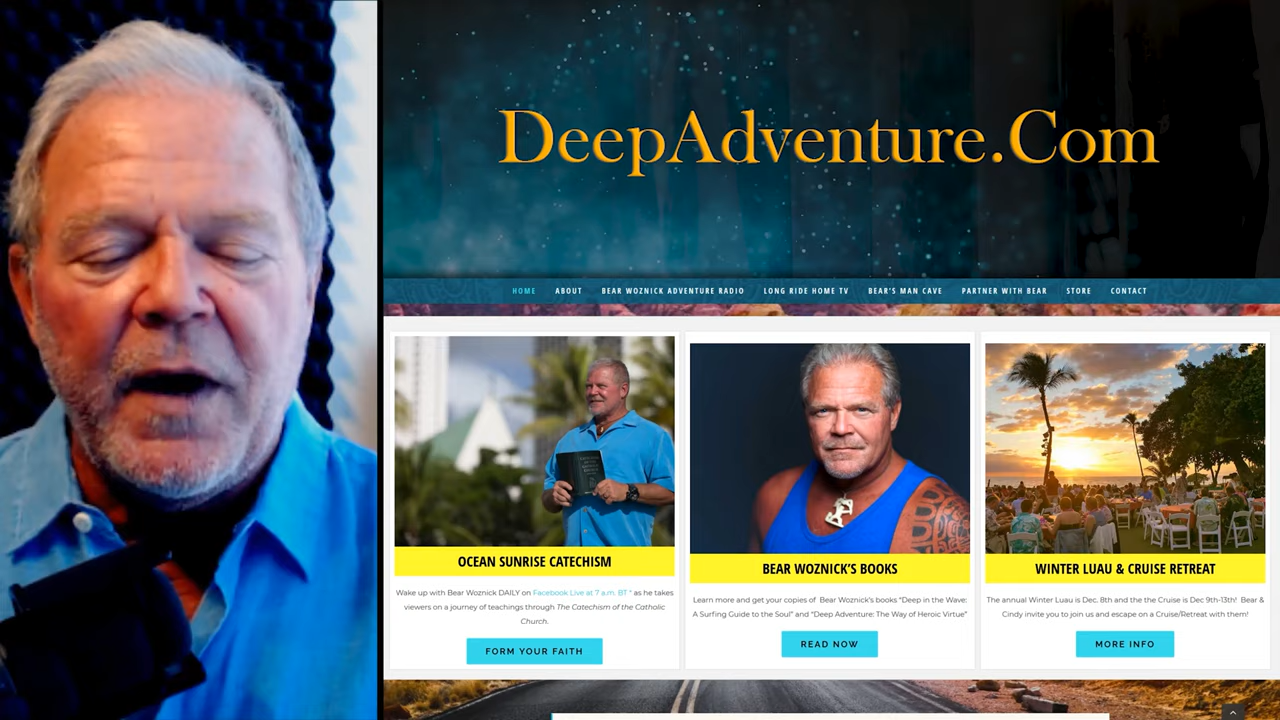 DeepAdventure.Com
HOME ABOUT BEAR WOZNICK ADVENTURE RADIO LONG RIDE HOME TV BEAR'S MAN CAVE PARTNER WITH BEAR STORE CONTACT
OCEAN SUNRISE CATECHISM
Wake up with Bear Woznick DAILY on Facebook Live at 7 a.m. BT * as he takes
viewers on a journey of teachings through The Catechism of the Catholic
Church.
FORM YOUR FAITH
BEAR WOZNICK'S BOOKS
Learn more and get your copies of Bear Woznick's books "Deep in the Wave:
A Surfing Guide to the Soul" and "Deep Adventure: The Way of Heroic Virtue"
READ NOW
WINTER LUAU & CRUISE RETREAT
The annual Winter Luau is Dec. 8th and the the Cruise is Dec 9th-13th! Bear &
Cindy invite you to join us and escape on a Cruise/Retreat with them!
MORE INFO